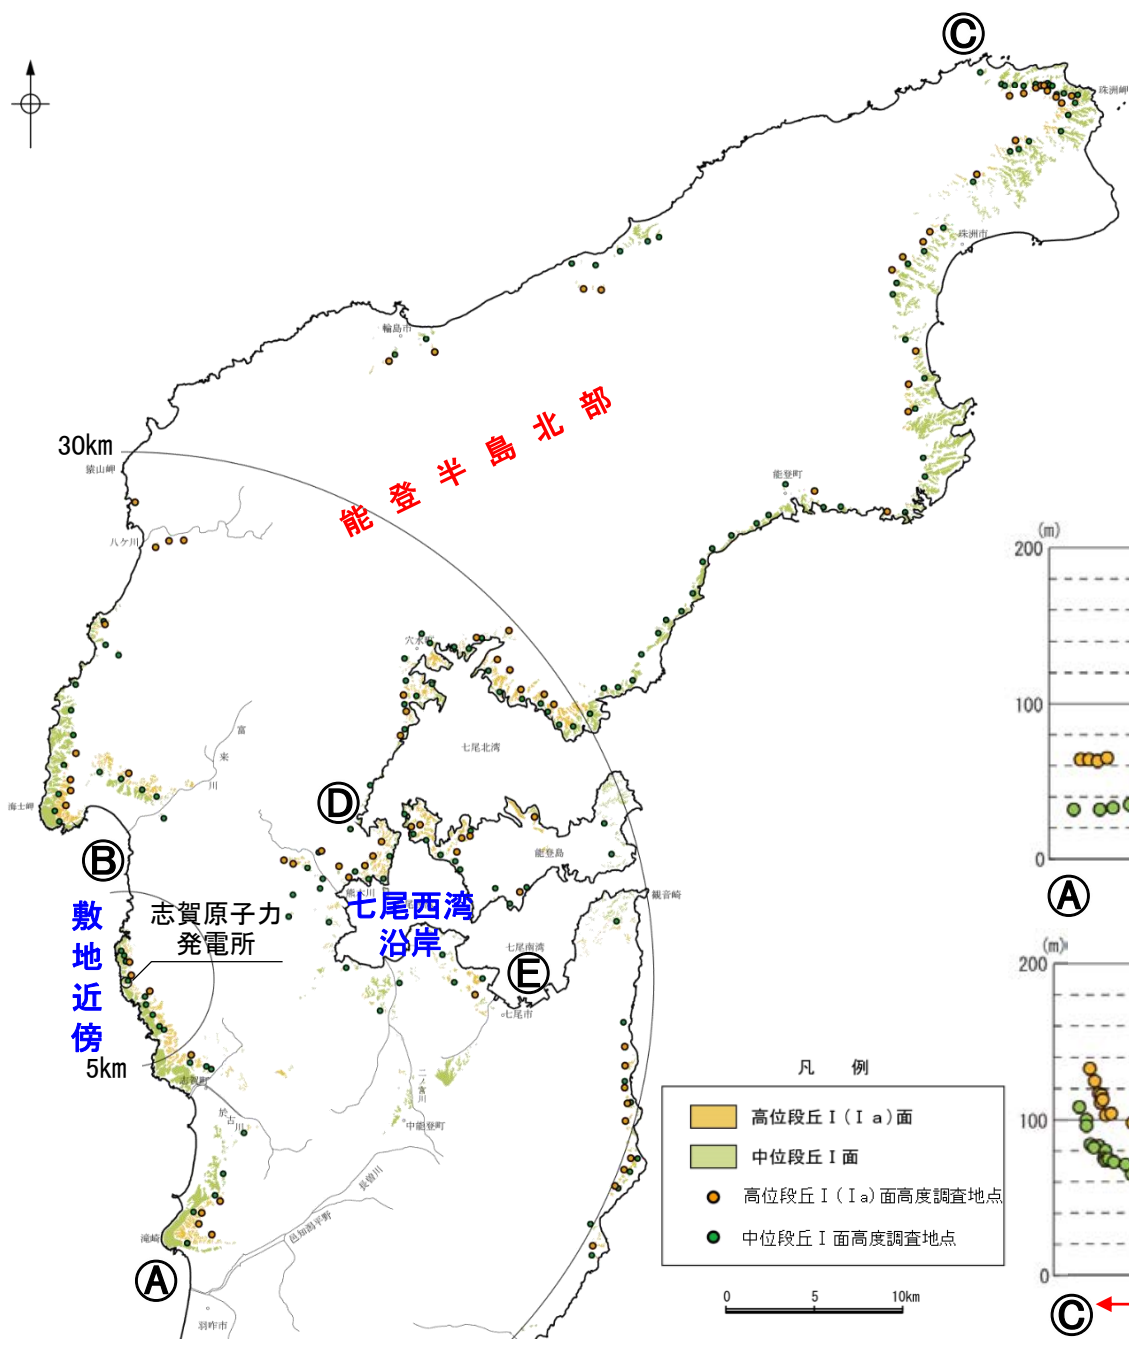 Ⓒ
珠洲岬
珠洲市
輪島市
能登半島北部
30km
猿山岬
能登町
八ケ川
(m)
200
穴水町
100
富来川
七尾北湾
海士岬
Ⓓ
Ⓑ
能登島
0
熊木川
観音崎
Ⓐ
敷地近傍
志賀原子力
発電所
七尾西湾
沿岸
七尾南湾
(m)
200
Ⓔ
七尾市
5km
志賀町
二ノ宮川
凡 例
於古川
中能登町
高位段丘Ⅰ(Ⅰa)面
100
中位段丘Ⅰ面
長曽川
高位段丘Ⅰ(Ⅰa)面高度調査地点
邑知潟平野
中位段丘Ⅰ面高度調査地点
滝崎
Ⓐ
0
0 5 10km
Ⓒ
羽咋市